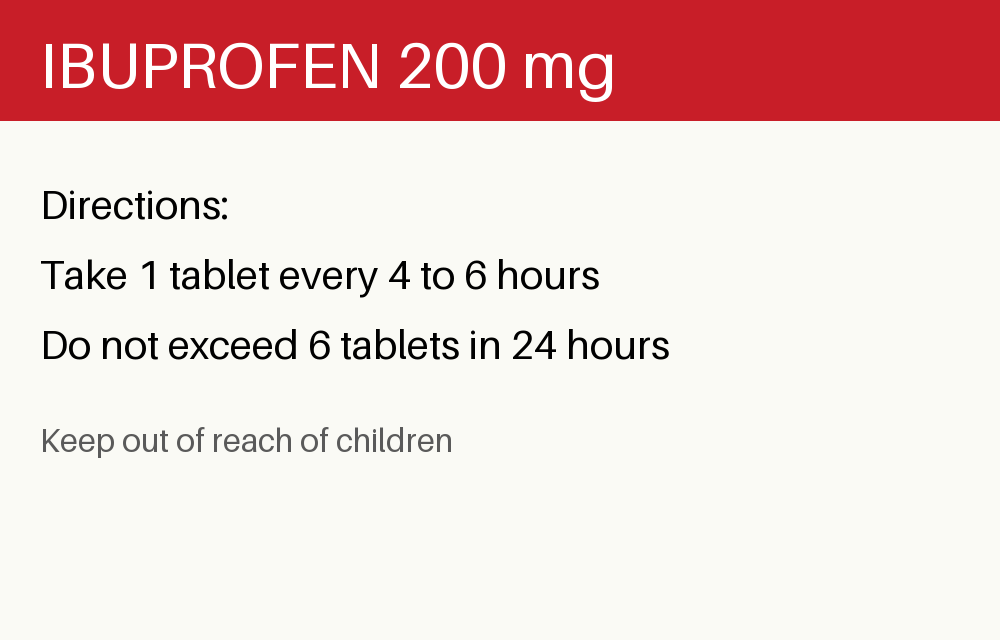 IBUPROFEN 200 mg
Directions:
Take 1 tablet every 4 to 6 hours
Do not exceed 6 tablets in 24 hours
Keep out of reach of children